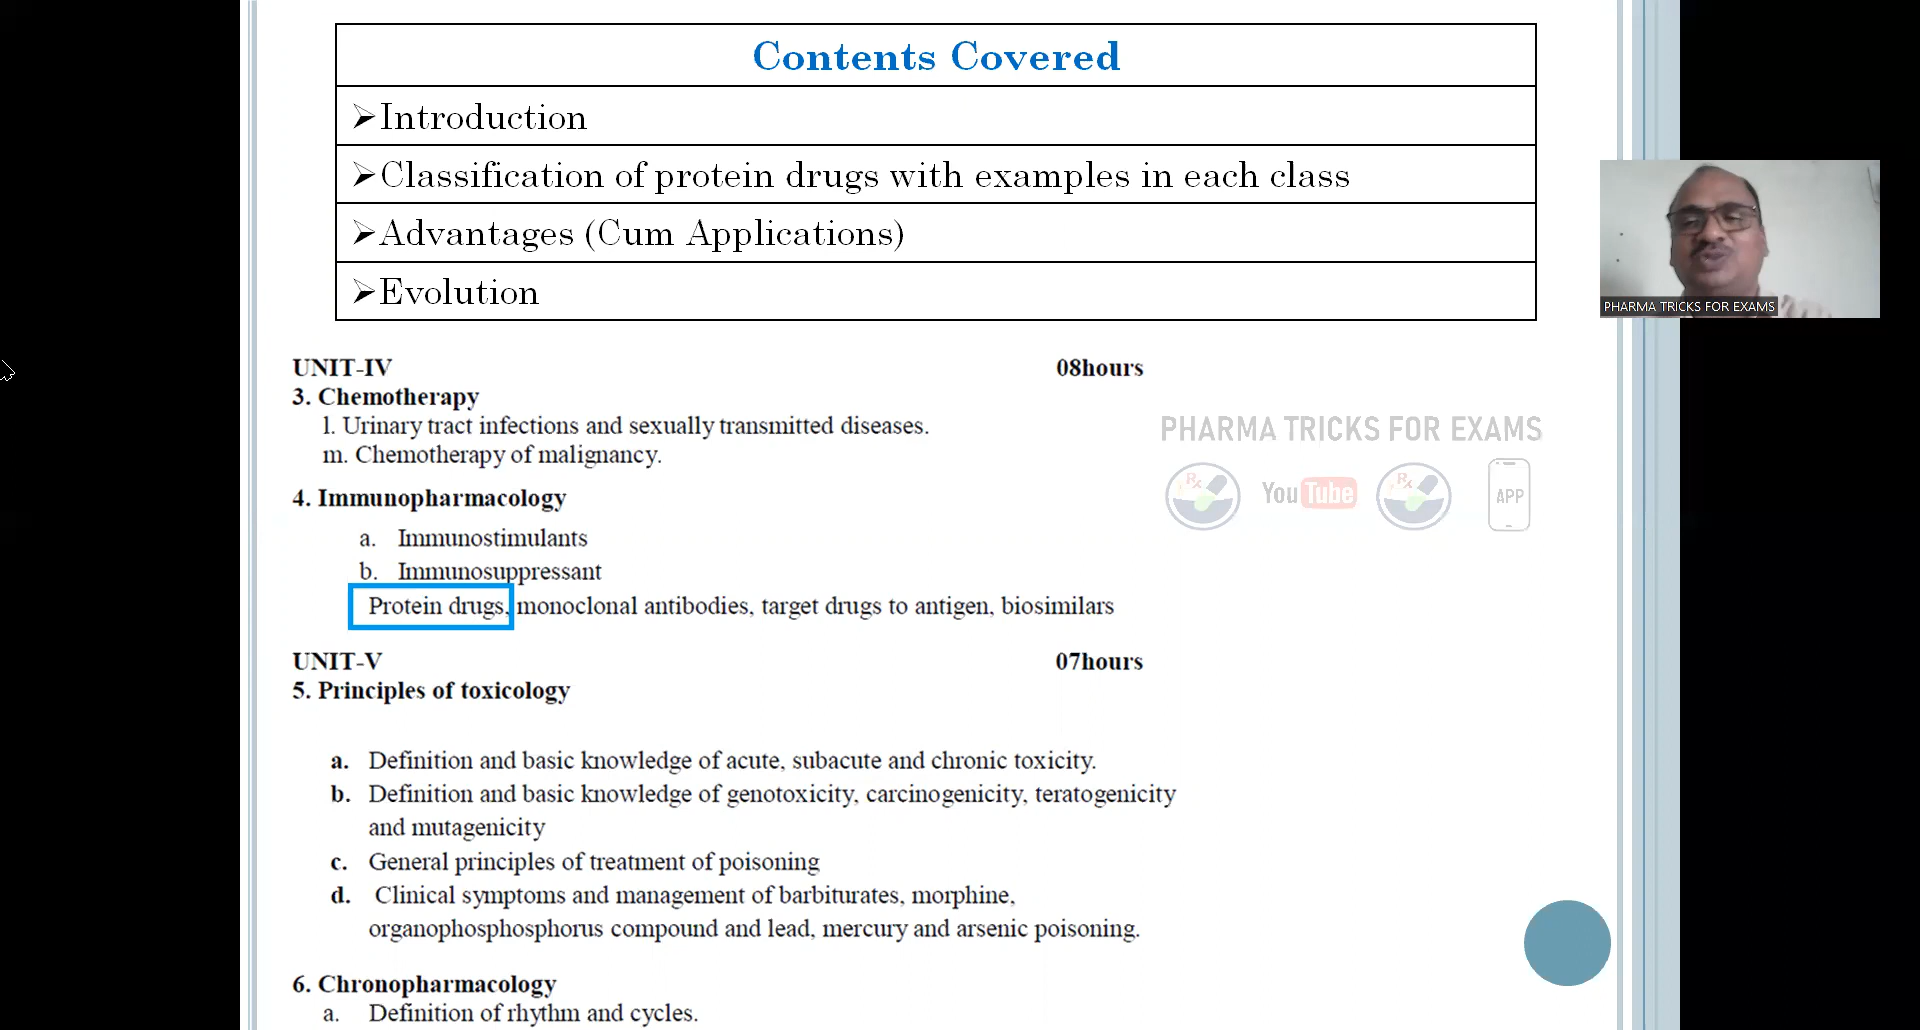 Contents Covered
➢Introduction
➢Classification of protein drugs with examples in each class
➢Advantages (Cum Applications)
➢Evolution
PHARMA TRICKS FOR EXAMS
UNIT-IV 08hours
3. Chemotherapy
l. Urinary tract infections and sexually transmitted diseases.
m. Chemotherapy of malignancy.
PHARMA TRICKS FOR EXAMS
Rx YouTube Rx APP
4. Immunopharmacology
a. Immunostimulants
b. Immunosuppressant
Protein drugs, monoclonal antibodies, target drugs to antigen, biosimilars
UNIT-V 07hours
5. Principles of toxicology
a. Definition and basic knowledge of acute, subacute and chronic toxicity.
b. Definition and basic knowledge of genotoxicity, carcinogenicity, teratogenicity
and mutagenicity
c. General principles of treatment of poisoning
d. Clinical symptoms and management of barbiturates, morphine,
organophosphosphorus compound and lead, mercury and arsenic poisoning.
6. Chronopharmacology
a. Definition of rhythm and cycles.